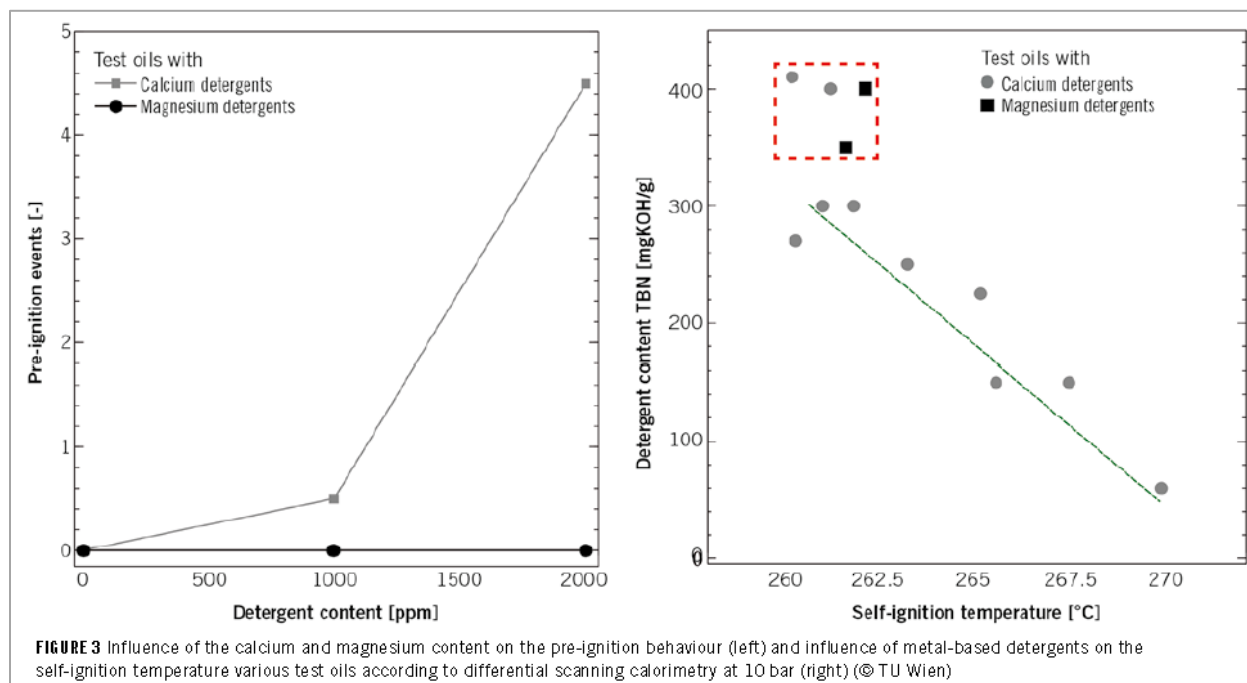 5
4
3
2
1
0
Pre-ignition events [-]
Test oils with
Calcium detergents
Magnesium detergents
0 500 1000 1500 2000
Detergent content [ppm]
400
300
200
100
0
Detergent content TBN [mgKOH/g]
Test oils with
Calcium detergents
Magnesium detergents
260 262.5 265 267.5 270
Self-ignition temperature [°C]
FIGURE 3 Influence of the calcium and magnesium content on the pre-ignition behaviour (left) and influence of metal-based detergents on the
self-ignition temperature various test oils according to differential scanning calorimetry at 10 bar (right) (© TU Wien)